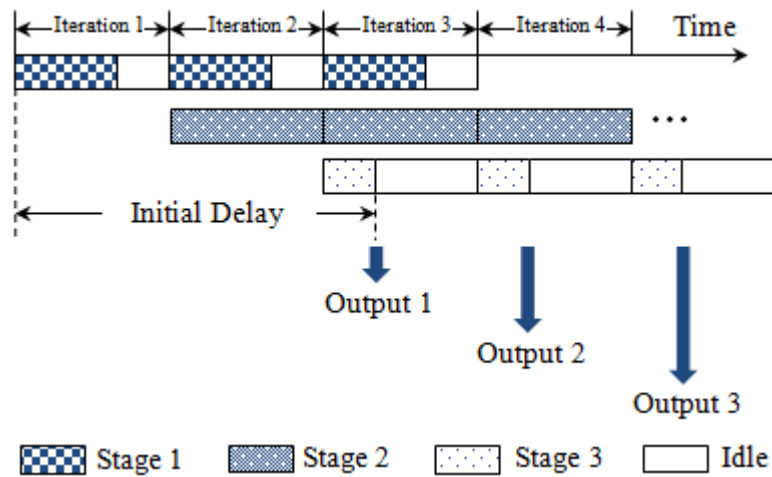 Iteration 1 Iteration 2 Iteration 3 Iteration 4 Time
...
Initial Delay
Output 1
Output 2
Output 3
Stage 1 Stage 2 Stage 3 Idle